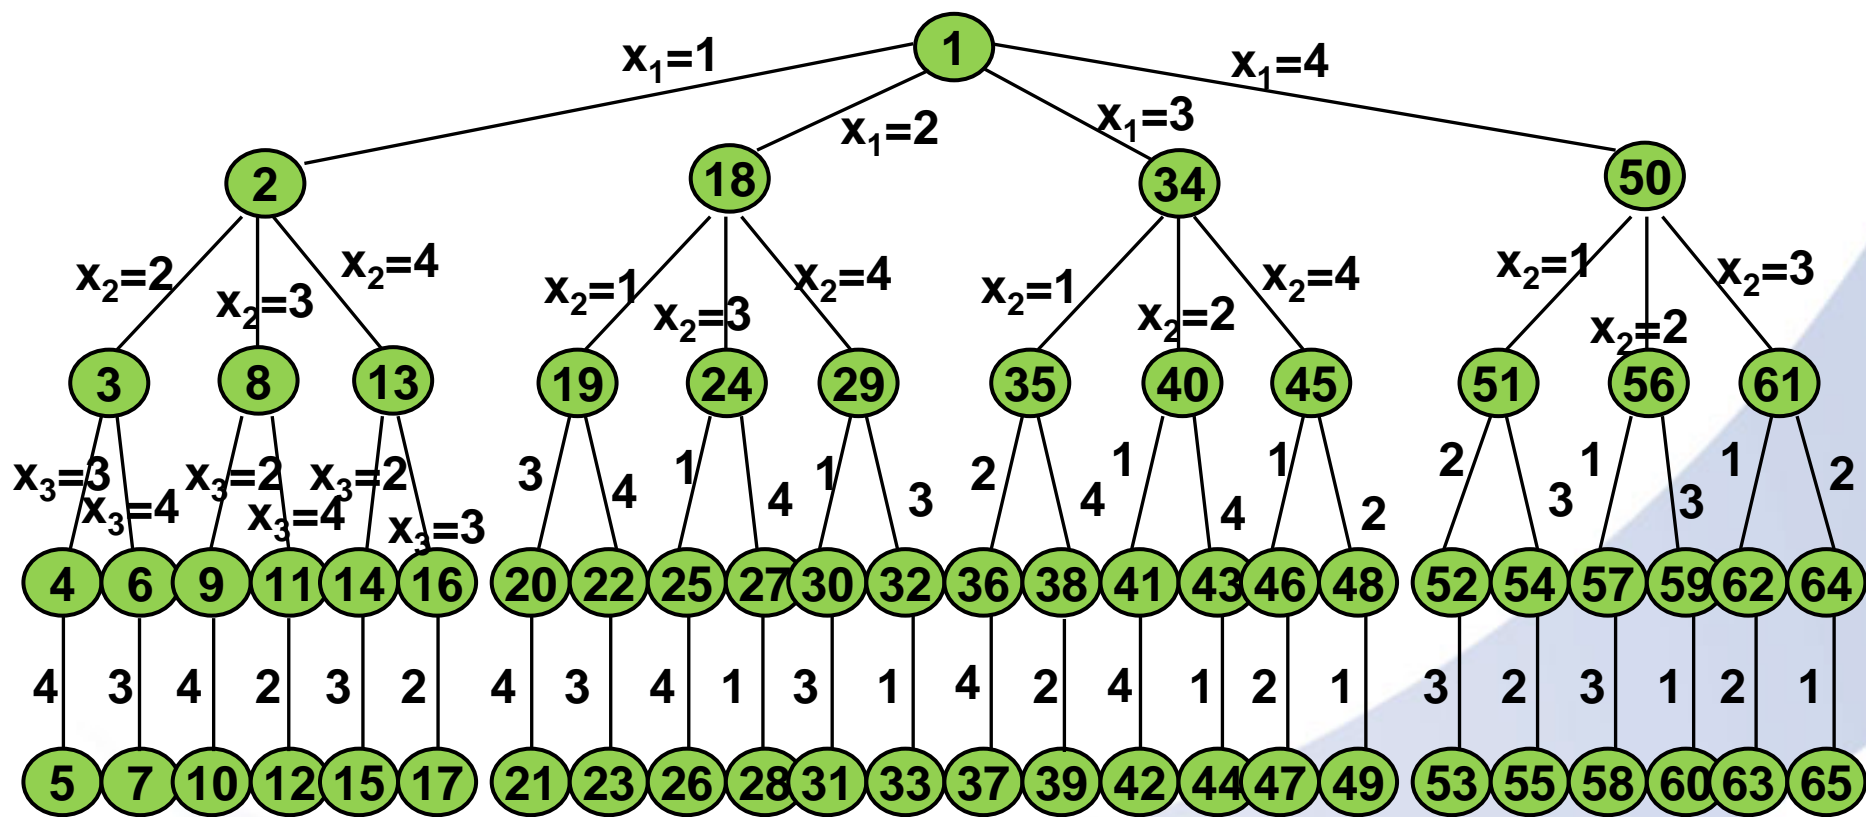 1
x₁=1 x₁=2 x₁=3 x₁=4
2 18 34 50
x₂=2 x₂=3 x₂=4 x₂=1 x₂=3 x₂=4 x₂=1 x₂=2 x₂=4 x₂=1 x₂=2 x₂=3
3 8 13 19 24 29 35 40 45 51 56 61
x₃=3 x₃=4 x₃=2 x₃=4 x₃=2 x₃=3 3 4 1 4 1 3 2 4 1 4 1 2 2 3 1 3 1 2
4 6 9 11 14 16 20 22 25 27 30 32 36 38 41 43 46 48 52 54 57 59 62 64
4 3 4 2 3 2 4 3 4 1 3 1 4 2 4 1 2 1 3 2 3 1 2 1
5 7 10 12 15 17 21 23 26 28 31 33 37 39 42 44 47 49 53 55 58 60 63 65